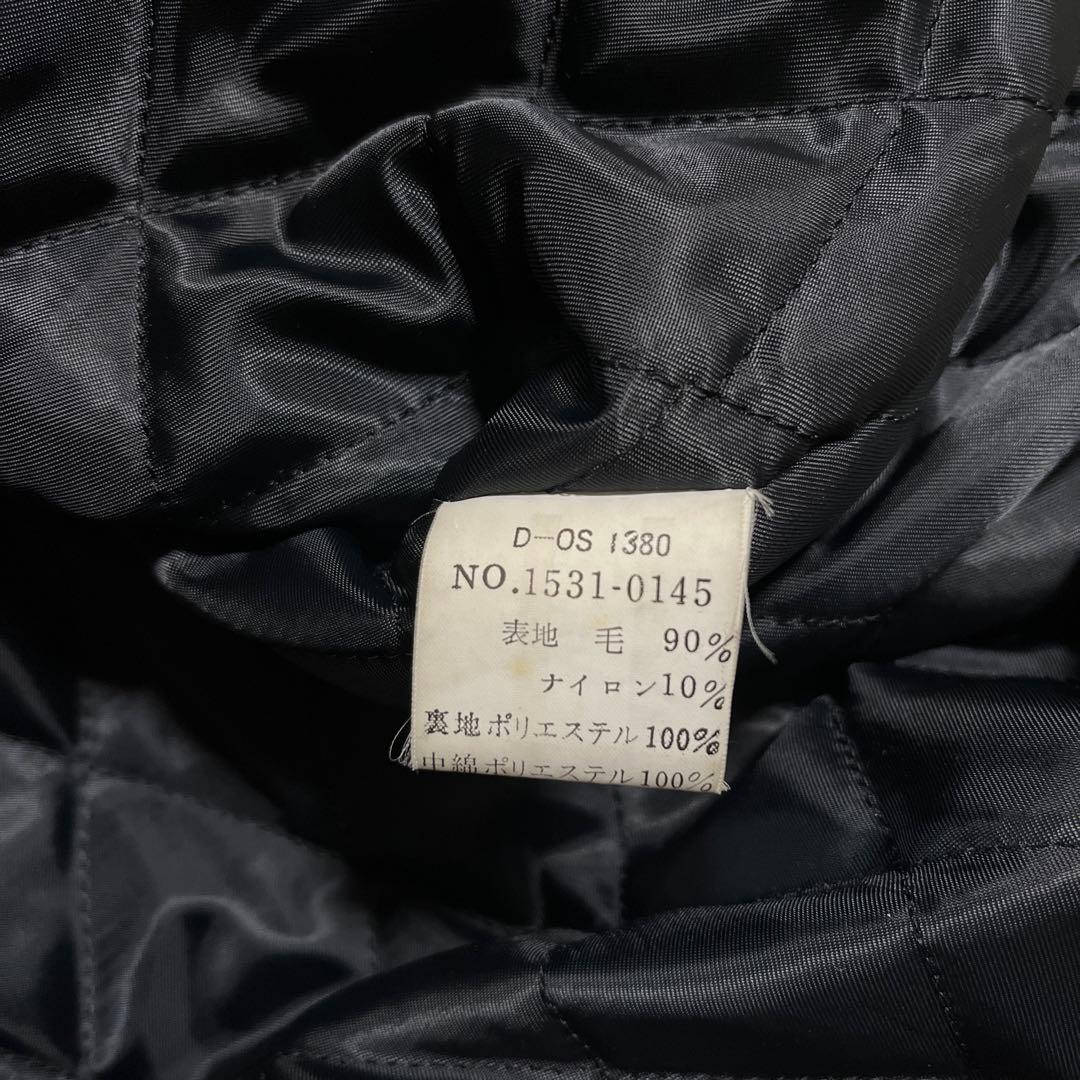 D-OS 1380
NO.1531-0145
表地 毛 90%
ナイロン10%
裏地ポリエステル100%
中綿ポリエステル100%